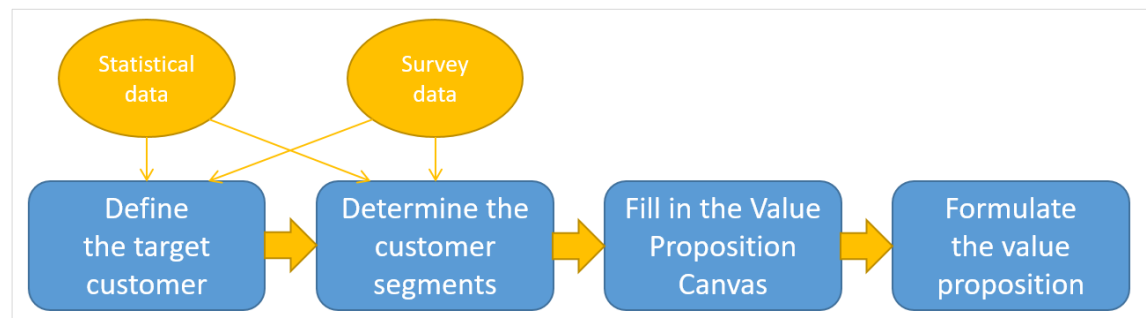 Statistical
data
Survey
data
Define
the target
customer
Determine the
customer
segments
Fill in the Value
Proposition
Canvas
Formulate
the value
proposition